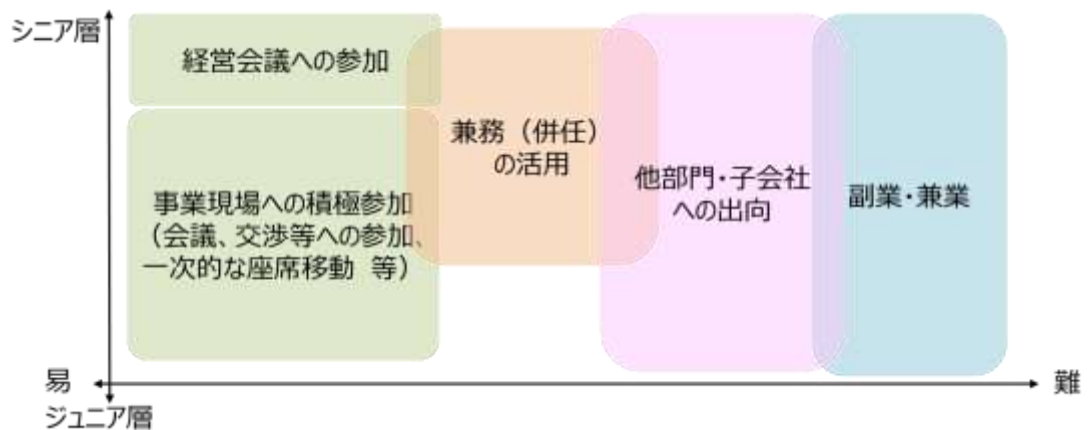 シニア層
経営会議への参加
兼務（併任）
の活用
他部門・子会社
への出向
副業・兼業
事業現場への積極参加
（会議、交渉等への参加、
一次的な座席移動 等）
易
難
ジュニア層